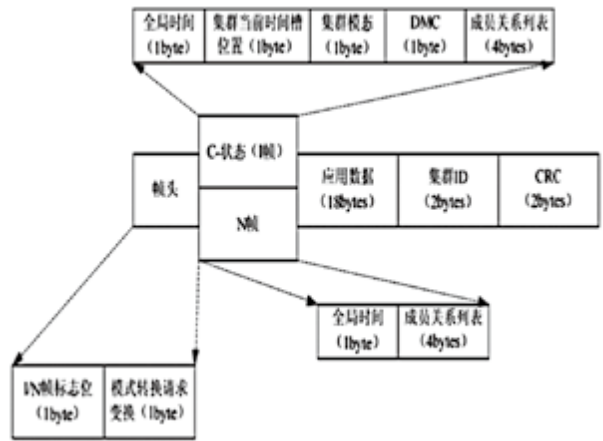 全局时间 集群当前时间槽 集群模态 DMC 成员关系列表
(1byte) 位置(1byte) (1byte) (1byte) (4bytes)
C-状态(I帧)
帧头 应用数据 集群ID CRC
(18bytes) (2bytes) (2bytes)
N帧
全局时间 成员关系列表
(1byte) (4bytes)
I/N帧标志位 模式转换请求
(1byte) 变换(1byte)